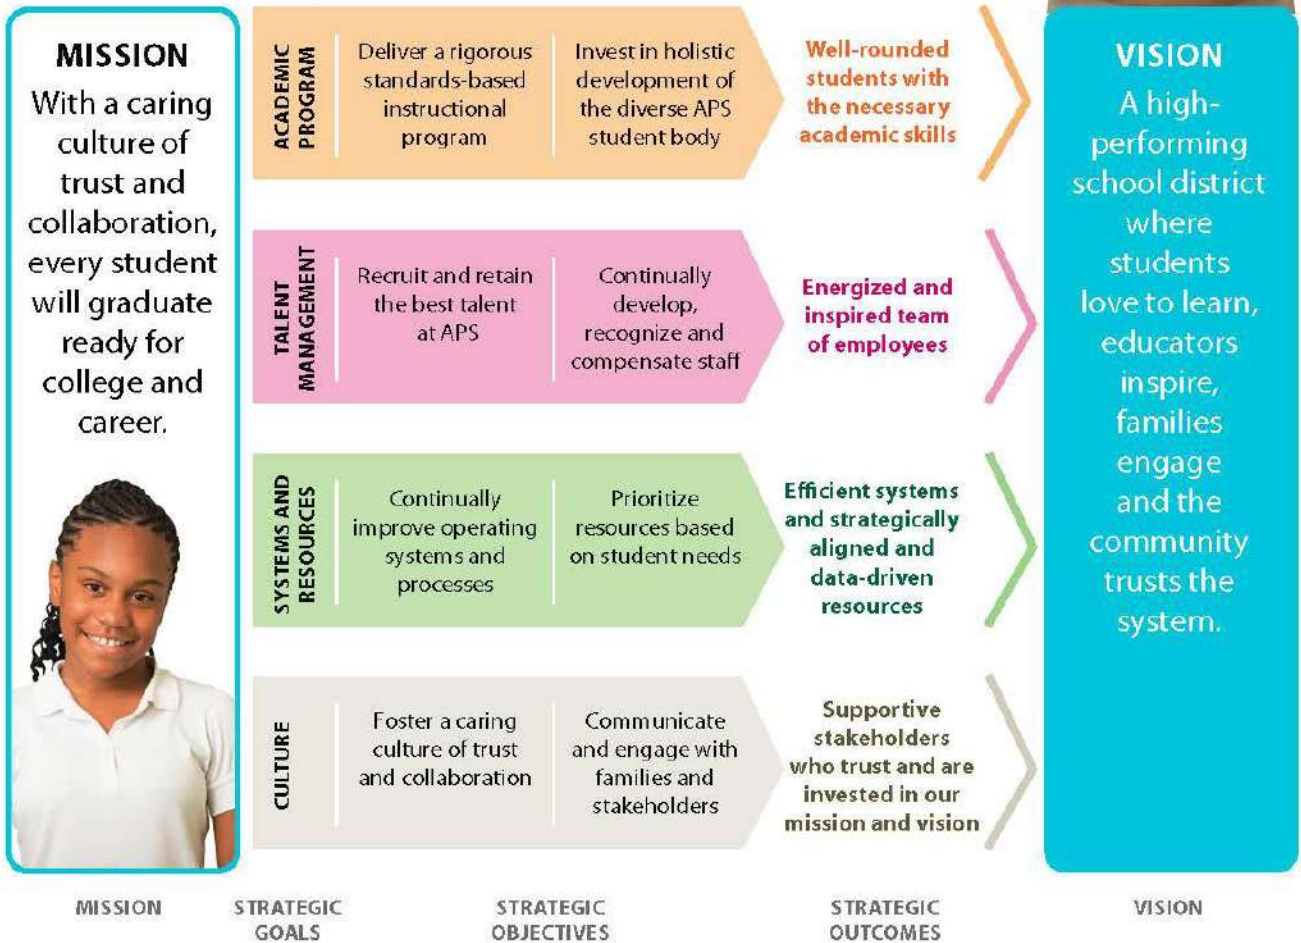 MISSION
With a caring
culture of
trust and
collaboration,
every student
will graduate
ready for
college and
career.
ACADEMIC
PROGRAM
Deliver a rigorous
standards-based
instructional
program
Invest in holistic
development of
the diverse APS
student body
Well-rounded
students with
the necessary
academic skills
TALENT
MANAGEMENT
Recruit and retain
the best talent
at APS
Continually
develop,
recognize and
compensate staff
Energized and
inspired team
of employees
SYSTEMS AND
RESOURCES
Continually
improve operating
systems and
processes
Prioritize
resources based
on student needs
Efficient systems
and strategically
aligned and
data-driven
resources
CULTURE
Foster a caring
culture of trust
and collaboration
Communicate
and engage with
families and
stakeholders
Supportive
stakeholders
who trust and are
invested in our
mission and vision
VISION
A high-
performing
school district
where
students
love to learn,
educators
inspire,
families
engage
and the
community
trusts the
system.
MISSION
STRATEGIC
GOALS
STRATEGIC
OBJECTIVES
STRATEGIC
OUTCOMES
VISION